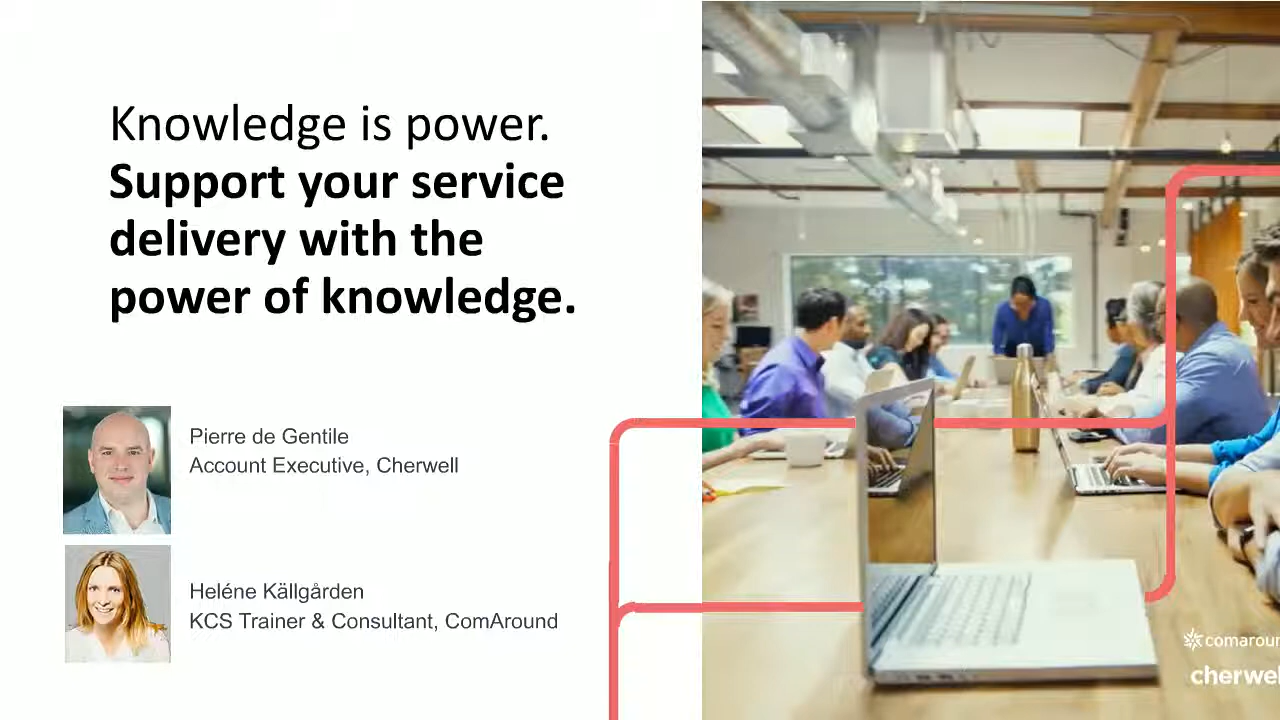 Knowledge is power.
Support your service
delivery with the
power of knowledge.
Pierre de Gentile
Account Executive, Cherwell
Heléne Källgården
KCS Trainer & Consultant, ComAround
comaroun
cherwel